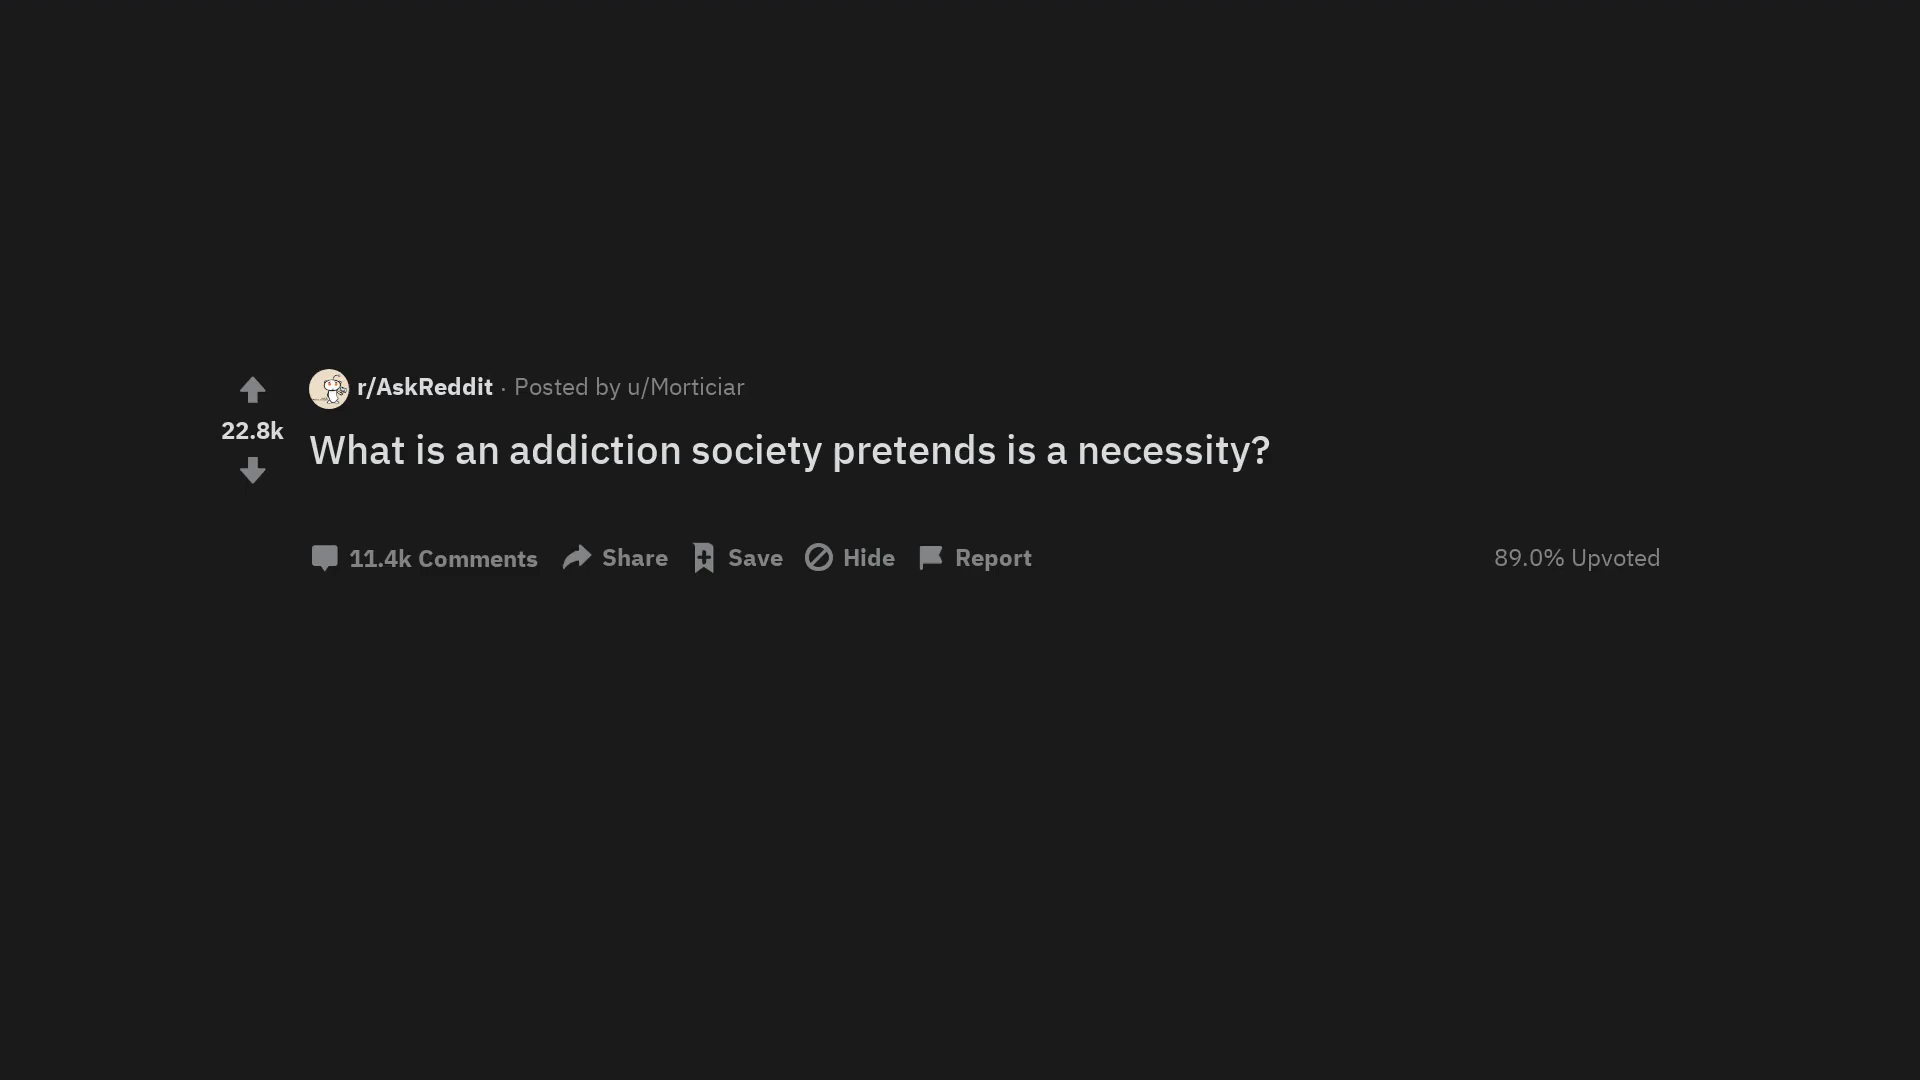 r/AskReddit · Posted by u/Morticiar
22.8k
What is an addiction society pretends is a necessity?
11.4k Comments Share Save Hide Report 89.0% Upvoted